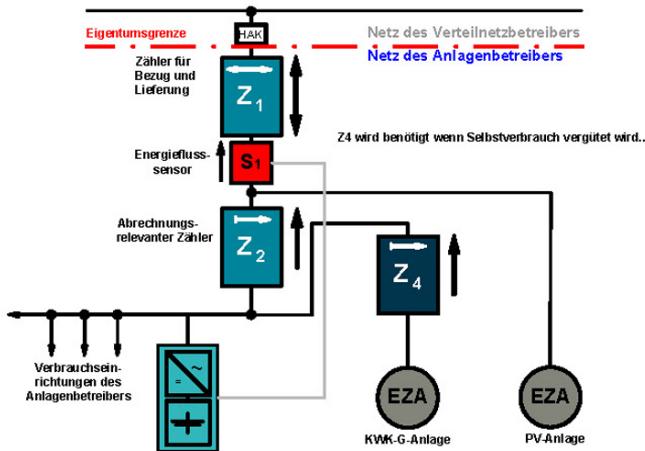 Eigentumsgrenze
HAK
Netz des Verteilnetzbetreibers
Netz des Anlagenbetreibers
Zähler für
Bezug und
Lieferung
Z1
Z4 wird benötigt wenn Selbstverbrauch vergütet wird..
Energiefluss-
sensor
S1
Abrechnungs-
relevanter Zähler
Z2
Z4
Verbrauchsein-
richtungen des
Anlagenbetreibers
= ~
EZA
EZA
KWK-G-Anlage
PV-Anlage